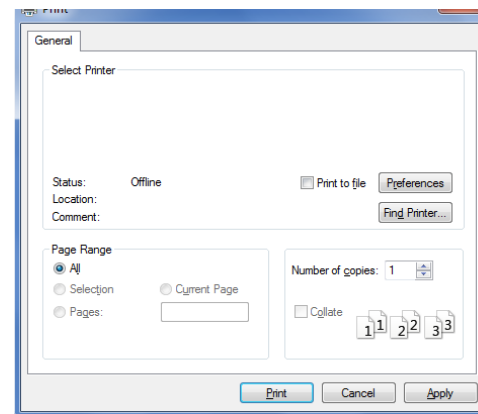 Print
General
Select Printer
Status: Offline
Print to file
Preferences
Location:
Comment:
Find Printer...
Page Range
All
Selection
Current Page
Pages:
Number of copies: 1
Collate
1 1 2 2 3 3
Print
Cancel
Apply